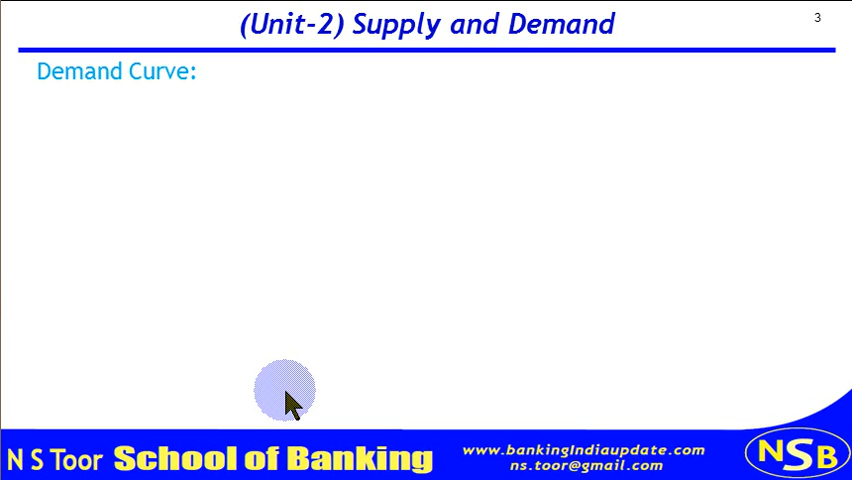 (Unit-2) Supply and Demand
3
Demand Curve:
N S Toor School of Banking
www.bankingIndiaupdate.com
ns.toor@gmail.com
NSB